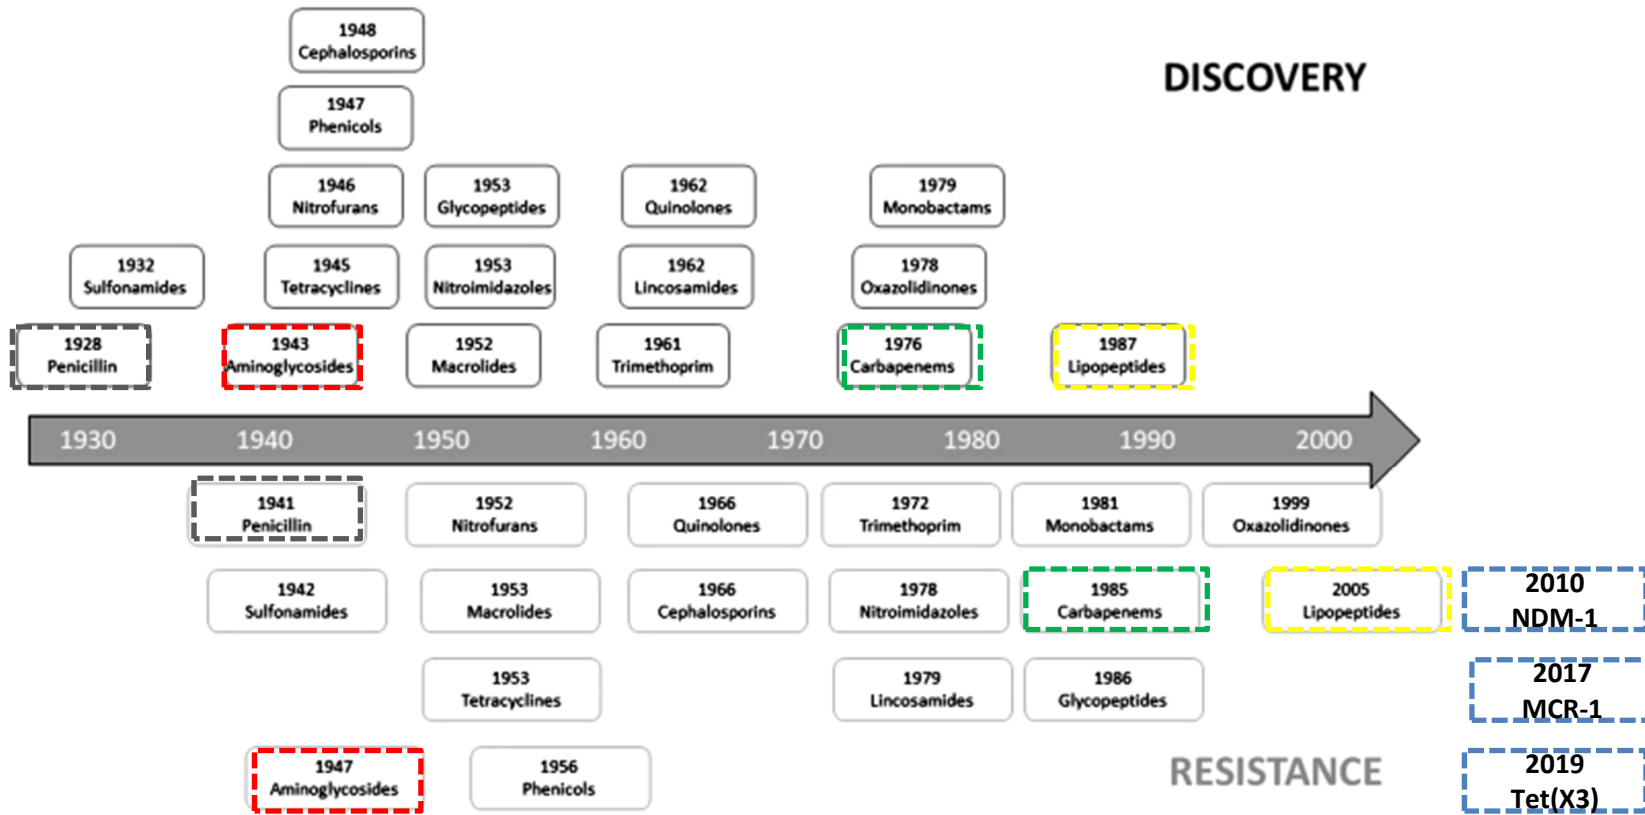 1948
Cephalosporins
DISCOVERY
1947
Phenicols
1946
Nitrofurans
1953
Glycopeptides
1962
Quinolones
1979
Monobactams
1932
Sulfonamides
1945
Tetracyclines
1953
Nitroimidazoles
1962
Lincosamides
1978
Oxazolidinones
1928
Penicillin
1943
Aminoglycosides
1952
Macrolides
1961
Trimethoprim
1976
Carbapenems
1987
Lipopeptides
1930 1940 1950 1960 1970 1980 1990 2000
1941
Penicillin
1952
Nitrofurans
1966
Quinolones
1972
Trimethoprim
1981
Monobactams
1999
Oxazolidinones
1942
Sulfonamides
1953
Macrolides
1966
Cephalosporins
1978
Nitroimidazoles
1985
Carbapenems
2005
Lipopeptides
2010
NDM-1
1953
Tetracyclines
1979
Lincosamides
1986
Glycopeptides
2017
MCR-1
1947
Aminoglycosides
1956
Phenicols
RESISTANCE
2019
Tet(X3)